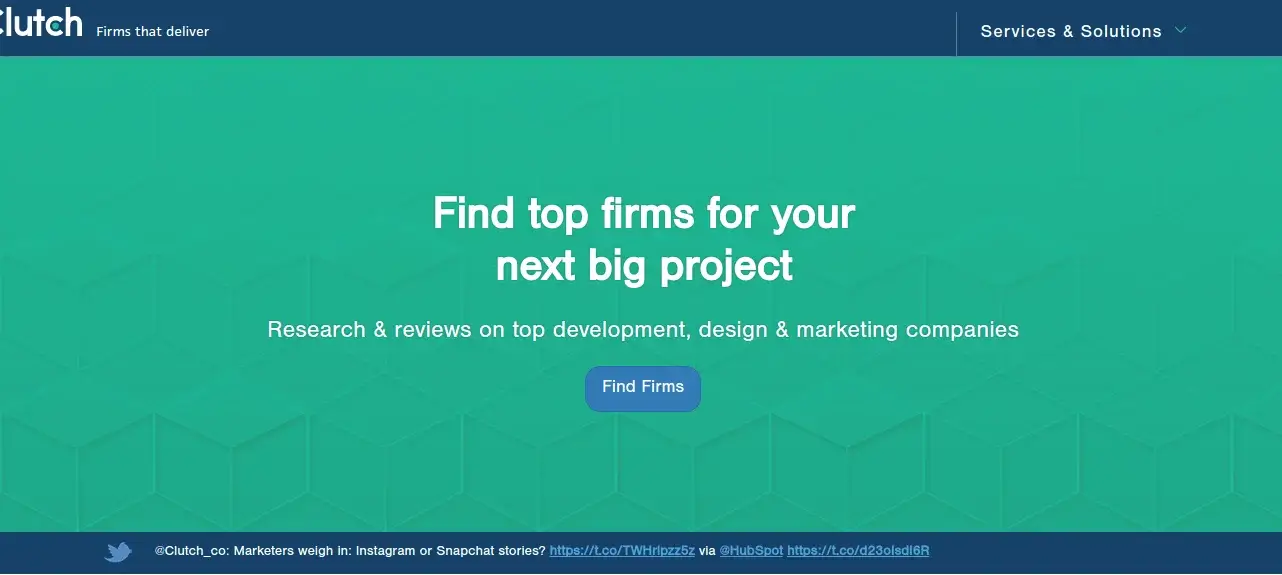 Clutch Firms that deliver
Services & Solutions
Find top firms for your
next big project
Research & reviews on top development, design & marketing companies
Find Firms
@Clutch_co: Marketers weigh in: Instagram or Snapchat stories? https://t.co/TWHripzz5z via @HubSpot https://t.co/d23olsdI6R